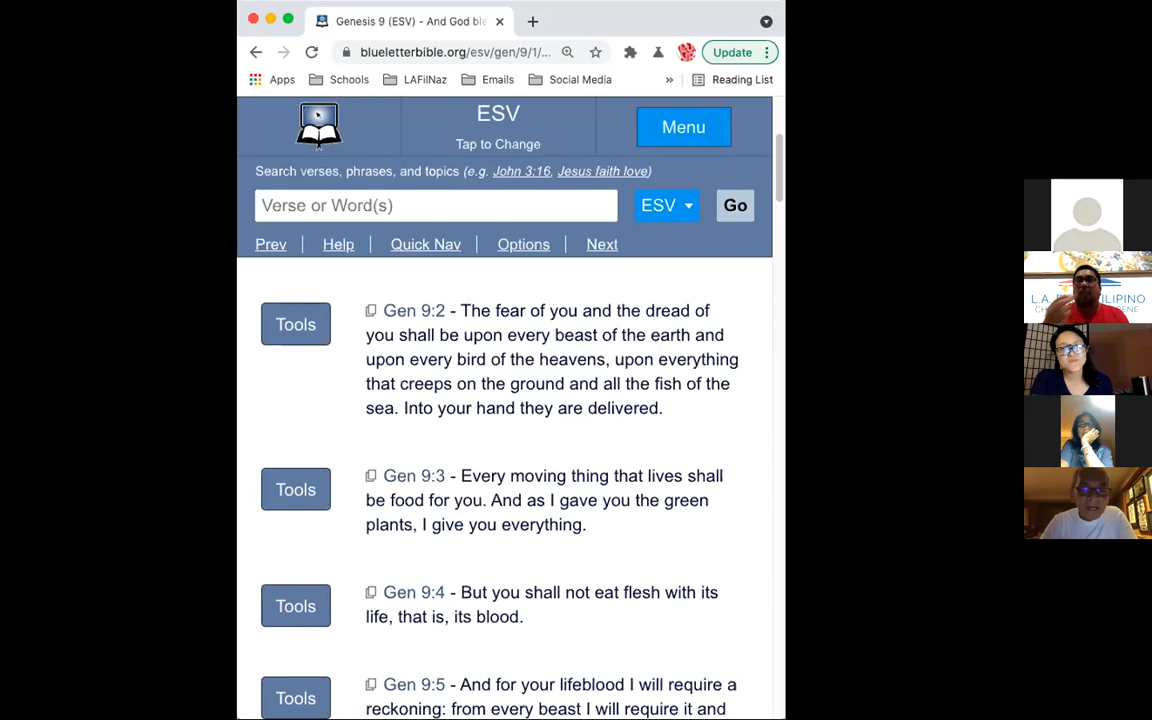 Genesis 9 (ESV) - And God ble
blueletterbible.org/esv/gen/9/1/...
Update
Apps
Schools
LAFilNaz
Emails
Social Media
»
Reading List
ESV
Tap to Change
Menu
Search verses, phrases, and topics (e.g. John 3:16, Jesus faith love)
Verse or Word(s)
ESV
Go
Prev
Help
Quick Nav
Options
Next
Tools
Gen 9:2 - The fear of you and the dread of
you shall be upon every beast of the earth and
upon every bird of the heavens, upon everything
that creeps on the ground and all the fish of the
sea. Into your hand they are delivered.
Tools
Gen 9:3 - Every moving thing that lives shall
be food for you. And as I gave you the green
plants, I give you everything.
Tools
Gen 9:4 - But you shall not eat flesh with its
life, that is, its blood.
Tools
Gen 9:5 - And for your lifeblood I will require a
reckoning: from every beast I will require it and
L.A.